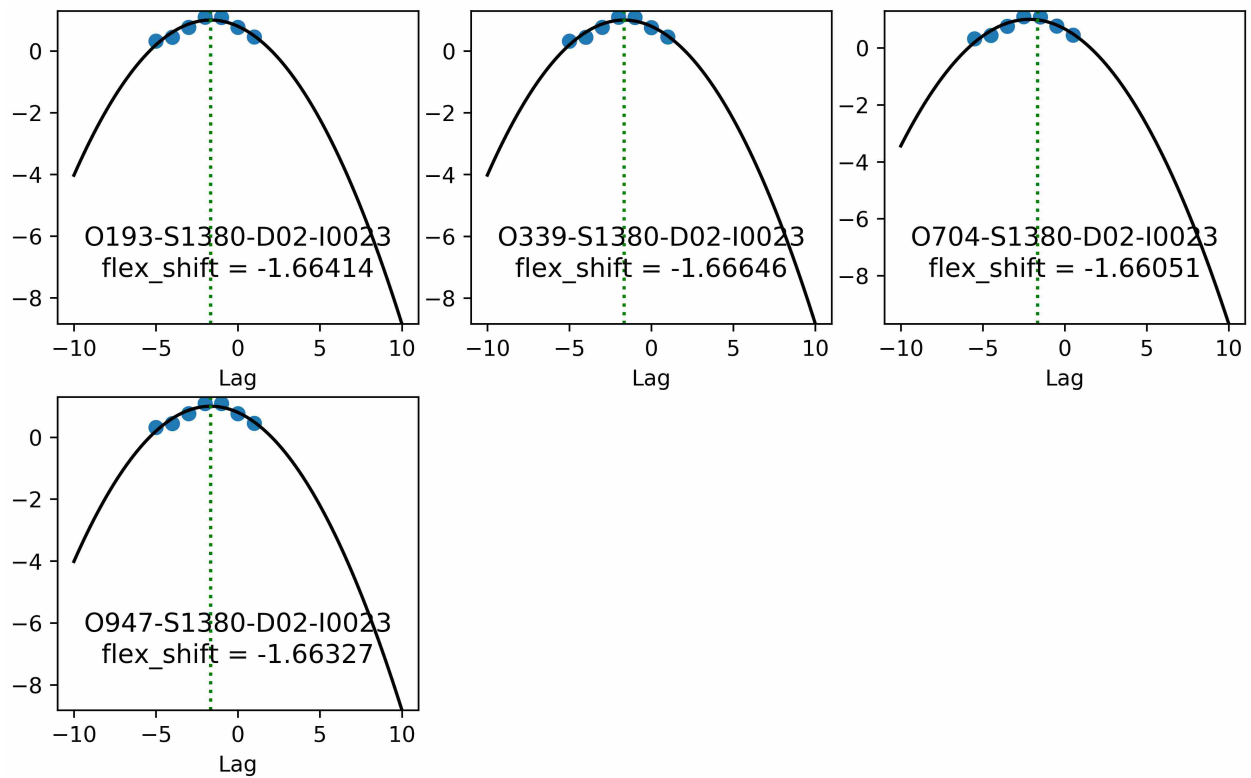 0
−2
−4
−6
−8
O193-S1380-D02-I0023
flex_shift = -1.66414
−10 −5 0 5 10
Lag
0
−2
−4
−6
−8
O339-S1380-D02-I0023
flex_shift = -1.66646
−10 −5 0 5 10
Lag
0
−2
−4
−6
−8
O704-S1380-D02-I0023
flex_shift = -1.66051
−10 −5 0 5 10
Lag
0
−2
−4
−6
−8
O947-S1380-D02-I0023
flex_shift = -1.66327
−10 −5 0 5 10
Lag